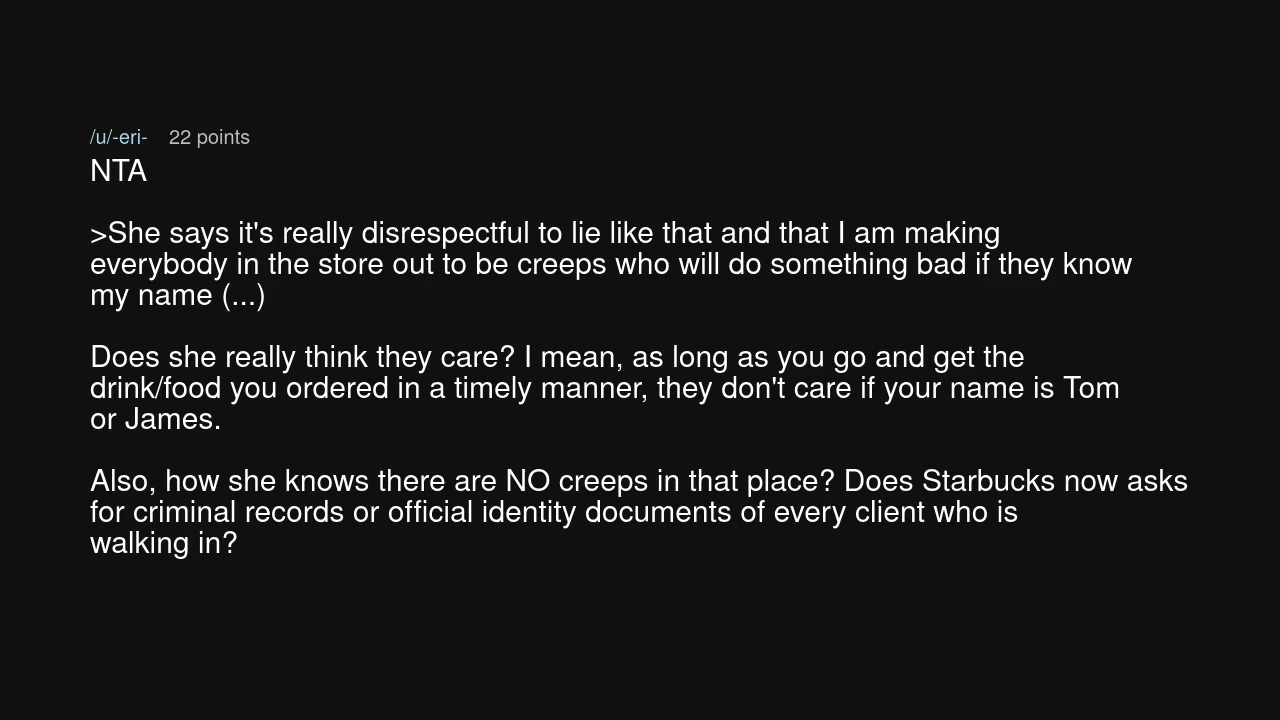 /u/-eri- 22 points
NTA
>She says it's really disrespectful to lie like that and that I am making
everybody in the store out to be creeps who will do something bad if they know
my name (...)
Does she really think they care? I mean, as long as you go and get the
drink/food you ordered in a timely manner, they don't care if your name is Tom
or James.
Also, how she knows there are NO creeps in that place? Does Starbucks now asks
for criminal records or official identity documents of every client who is
walking in?